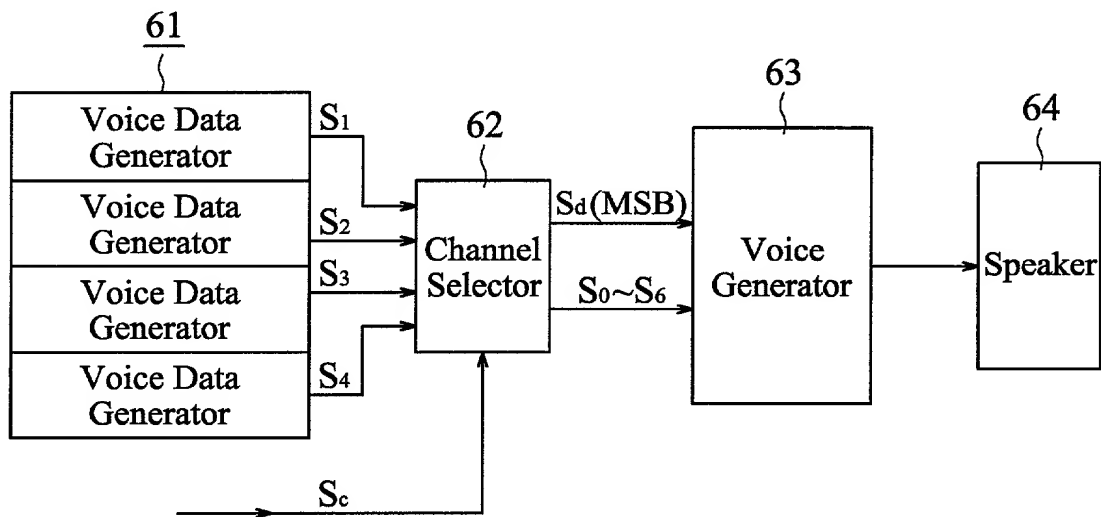 61
Voice Data
Generator
Voice Data
Generator
Voice Data
Generator
Voice Data
Generator
S1
S2
S3
S4
Sc
62
Channel
Selector
Sd(MSB)
S0~S6
63
Voice
Generator
64
Speaker